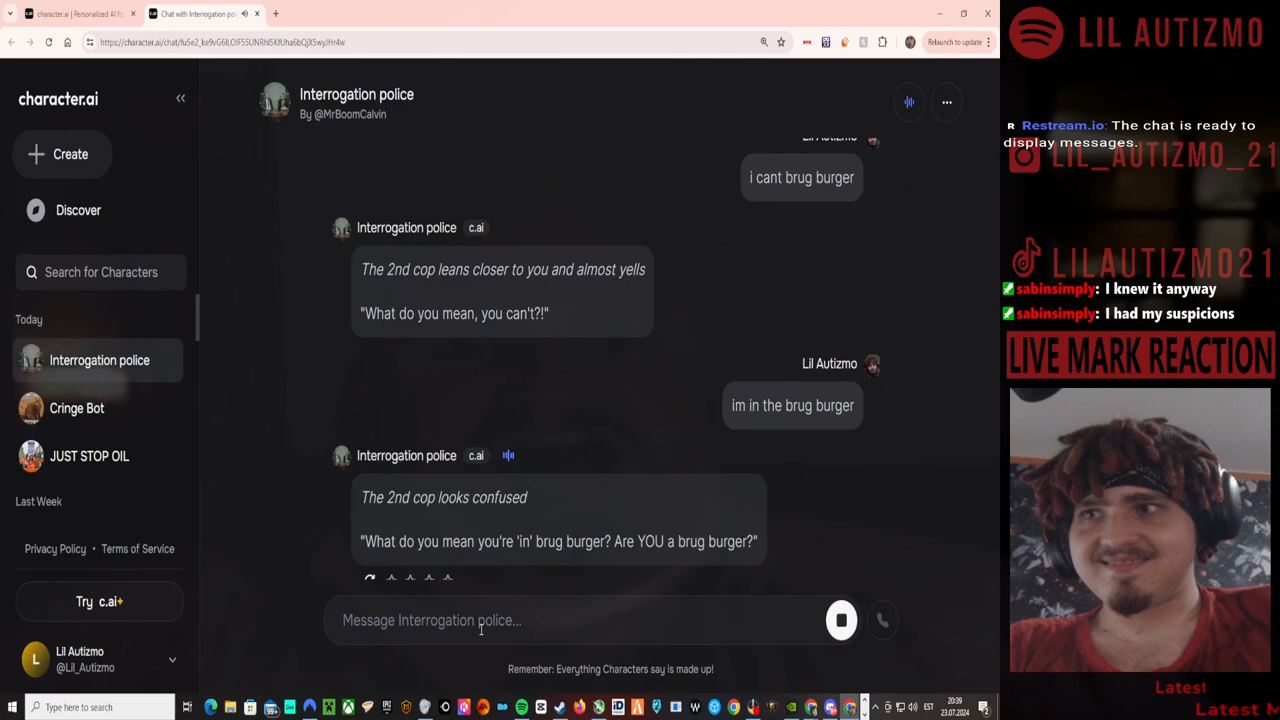 character.ai | Personalized AI for
Chat with Interrogation poli
Relaunch to update
https://character.ai/chat/
LIL AUTIZMO
character.ai
Interrogation police
By @MrBoomCalvin
Restream.io: The chat is ready to
display messages.
LIL_AUTIZMO_21
Create
Lil Autizmo
i cant brug burger
Discover
Interrogation police c.ai
Search for Characters
The 2nd cop leans closer to you and almost yells
"What do you mean, you can't?!"
LILAUTIZMO21
sabinsimply: I knew it anyway
sabinsimply: I had my suspicions
Today
Interrogation police
Lil Autizmo
LIVE MARK REACTION
Cringe Bot
im in the brug burger
JUST STOP OIL
Interrogation police c.ai
Last Week
The 2nd cop looks confused
"What do you mean you're 'in' brug burger? Are YOU a brug burger?"
Privacy Policy • Terms of Service
Try c.ai+
Message Interrogation police...
Lil Autizmo
@Lil_Autizmo
Remember: Everything Characters say is made up!
Latest
Latest M
Type here to search
99+
EST
20:39
23.07.2024
2